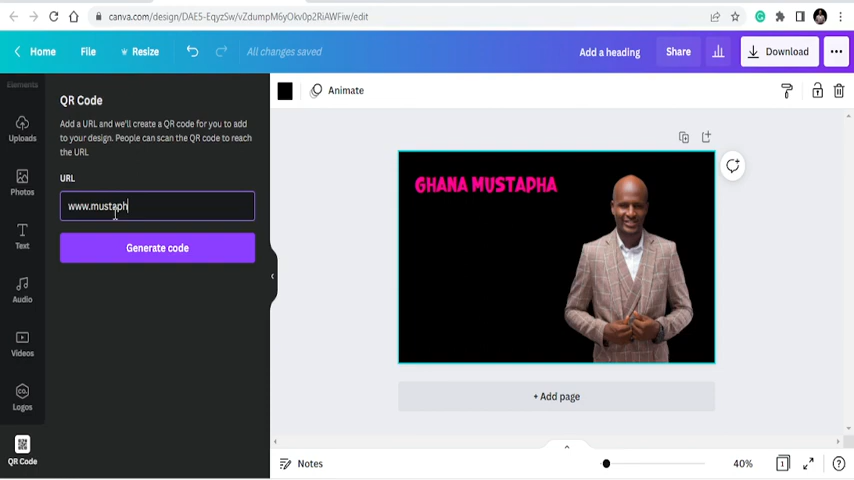 canva.com/design/DAE5-EqyzSw/vZdumpM6yOkv0p2RiAWFiw/edit
Home File Resize All changes saved Add a heading Share Download
Elements
Uploads
Photos
Text
Audio
Videos
Logos
QR Code
QR Code
Add a URL and we'll create a QR code for you to add
to your design. People can scan the QR code to reach
the URL
URL
www.mustaph
Generate code
Animate
GHANA MUSTAPHA
+ Add page
Notes
40%
1